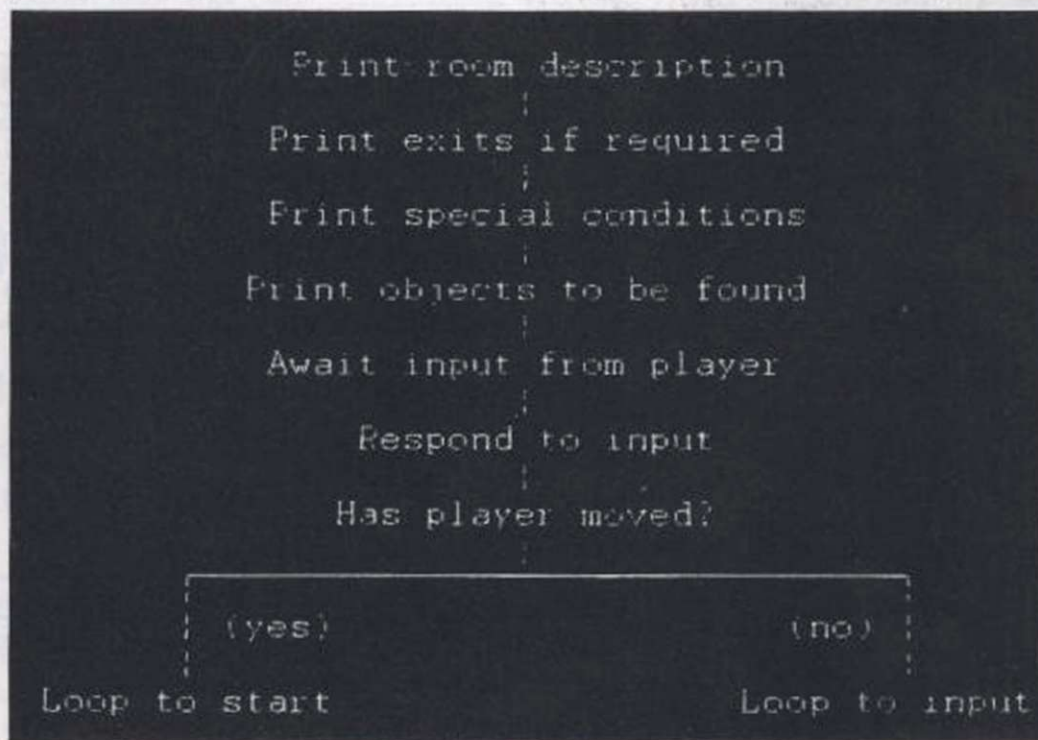 Print room description
Print exits if required
Print special conditions
Print objects to be found
Await input from player
Respond to input
Has player moved?
(yes) (no)
Loop to start Loop to input